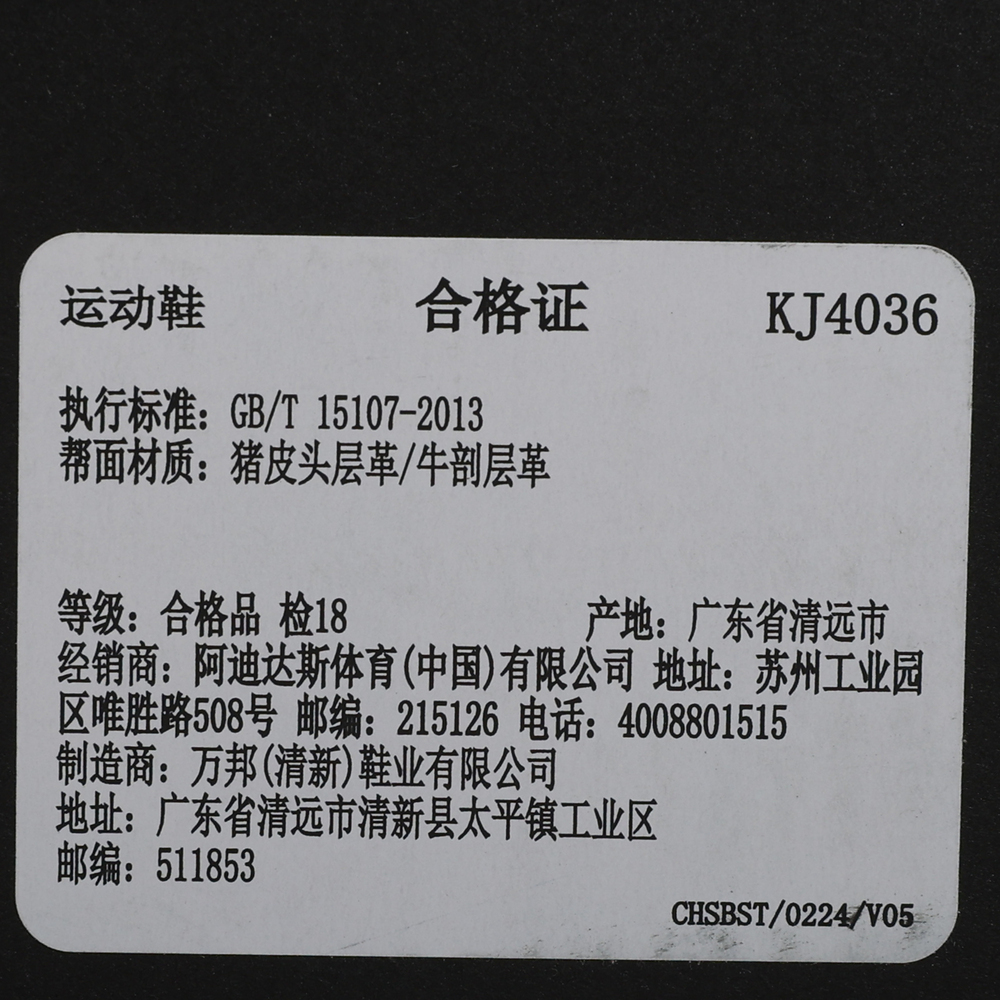 运动鞋 合格证 KJ4036
执行标准：GB/T 15107-2013
帮面材质：猪皮头层革/牛剖层革
等级：合格品 检18 产地：广东省清远市
经销商：阿迪达斯体育(中国)有限公司 地址：苏州工业园
区唯胜路508号 邮编：215126 电话：4008801515
制造商：万邦(清新)鞋业有限公司
地址：广东省清远市清新县太平镇工业区
邮编：511853
CHSBST/0224/V05